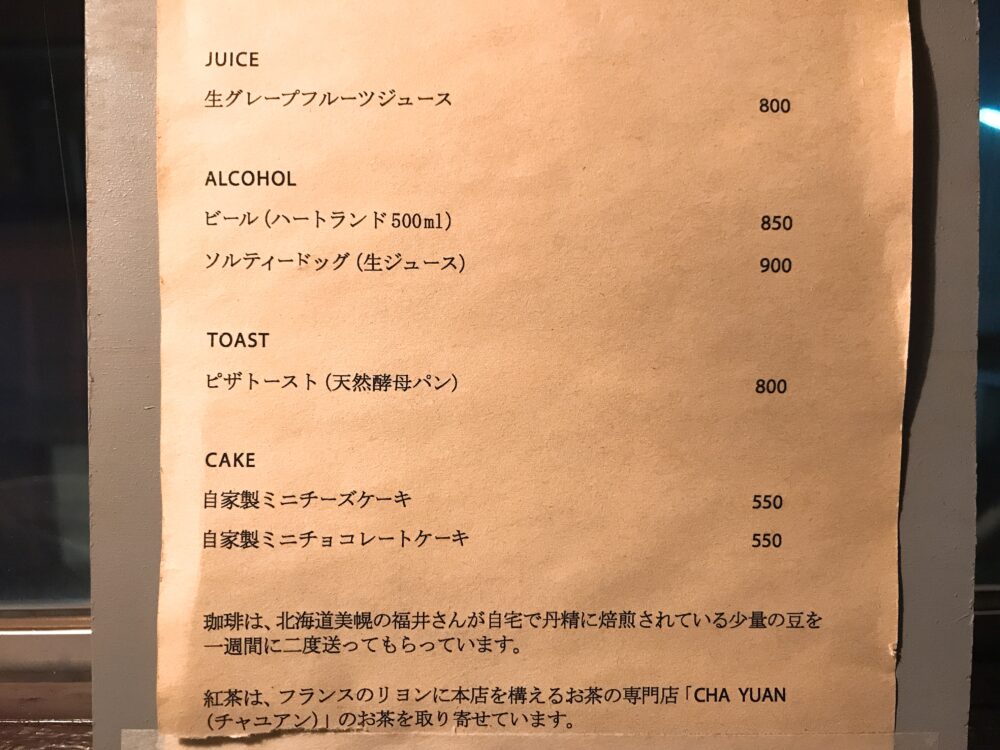 JUICE
生グレープフルーツジュース 800
ALCOHOL
ビール(ハートランド500ml) 850
ソルティードッグ(生ジュース) 900
TOAST
ピザトースト(天然酵母パン) 800
CAKE
自家製ミニチーズケーキ 550
自家製ミニチョコレートケーキ 550
珈琲は、北海道美幌の福井さんが自宅で丹精に焙煎されている少量の豆を
一週間に二度送ってもらっています。
紅茶は、フランスのリヨンに本店を構えるお茶の専門店「CHA YUAN
(チャユアン)」のお茶を取り寄せています。